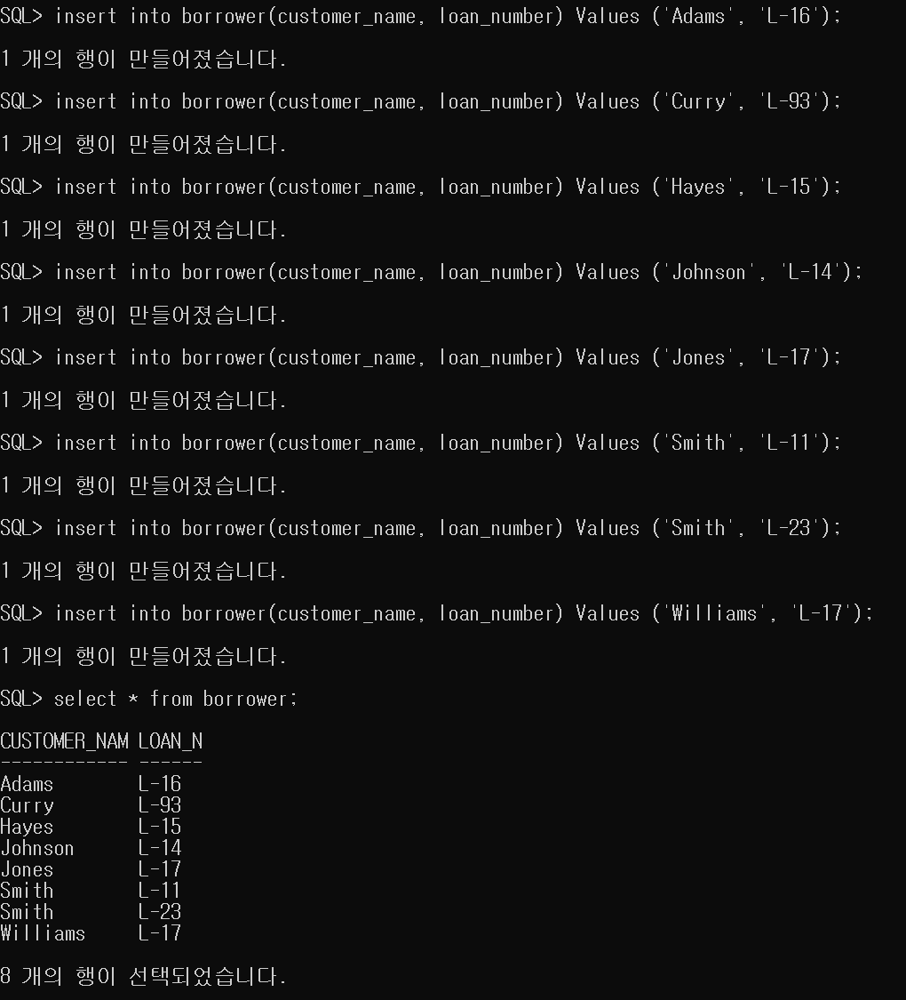 SQL> insert into borrower(customer_name, loan_number) Values ('Adams', 'L-16');
1 개의 행이 만들어졌습니다.
SQL> insert into borrower(customer_name, loan_number) Values ('Curry', 'L-93');
1 개의 행이 만들어졌습니다.
SQL> insert into borrower(customer_name, loan_number) Values ('Hayes', 'L-15');
1 개의 행이 만들어졌습니다.
SQL> insert into borrower(customer_name, loan_number) Values ('Johnson', 'L-14');
1 개의 행이 만들어졌습니다.
SQL> insert into borrower(customer_name, loan_number) Values ('Jones', 'L-17');
1 개의 행이 만들어졌습니다.
SQL> insert into borrower(customer_name, loan_number) Values ('Smith', 'L-11');
1 개의 행이 만들어졌습니다.
SQL> insert into borrower(customer_name, loan_number) Values ('Smith', 'L-23');
1 개의 행이 만들어졌습니다.
SQL> insert into borrower(customer_name, loan_number) Values ('Williams', 'L-17');
1 개의 행이 만들어졌습니다.
SQL> select * from borrower;
CUSTOMER_NAM LOAN_N
------------ ------
Adams        L-16
Curry        L-93
Hayes        L-15
Johnson      L-14
Jones        L-17
Smith        L-11
Smith        L-23
Williams     L-17
8 개의 행이 선택되었습니다.